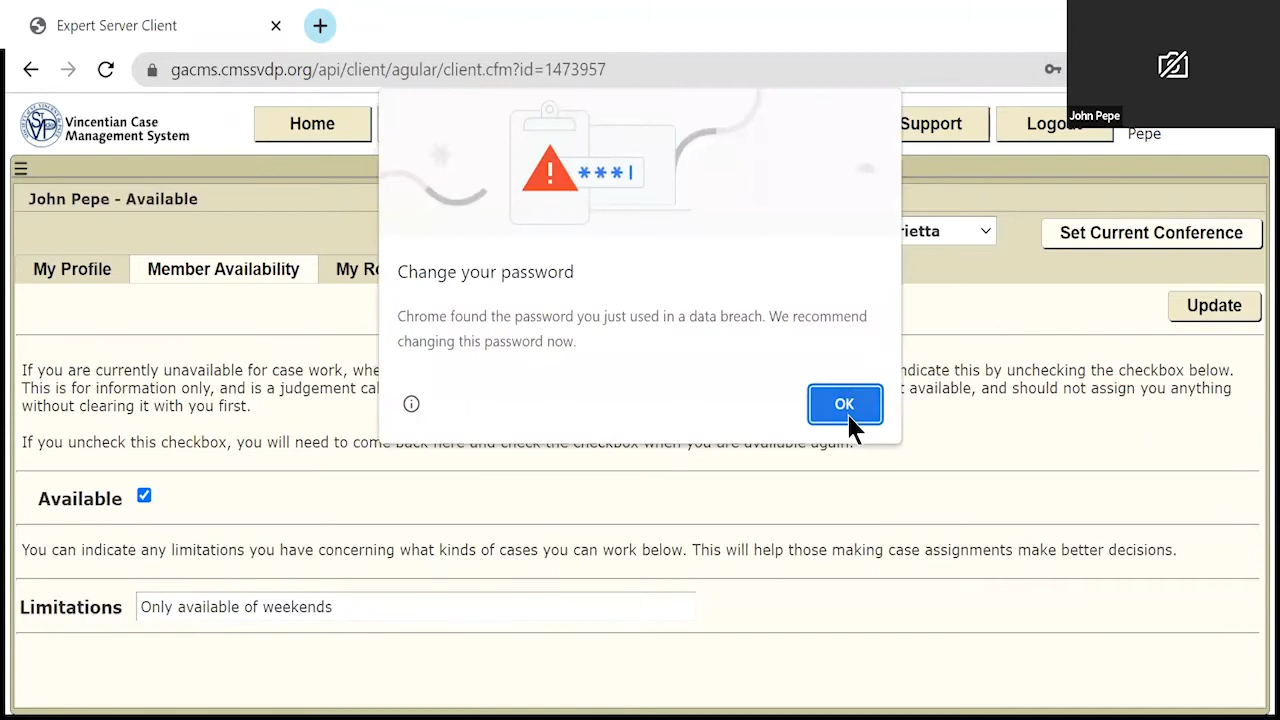 Expert Server Client
gacms.cmssvdp.org/api/client/agular/client.cfm?id=1473957
John Pepe
Vincentian Case
Management System
Home
Support
Logou
Pepe
John Pepe - Available
rietta
Set Current Conference
My Profile
Member Availability
My R
Update
***
Change your password
Chrome found the password you just used in a data breach. We recommend
changing this password now.
OK
If you are currently unavailable for case work, whe
ndicate this by unchecking the checkbox below.
This is for information only, and is a judgement cal
t available, and should not assign you anything
without clearing it with you first.
If you uncheck this checkbox, you will need to come back here and check the checkbox when you are available again.
Available
You can indicate any limitations you have concerning what kinds of cases you can work below. This will help those making case assignments make better decisions.
Limitations
Only available of weekends